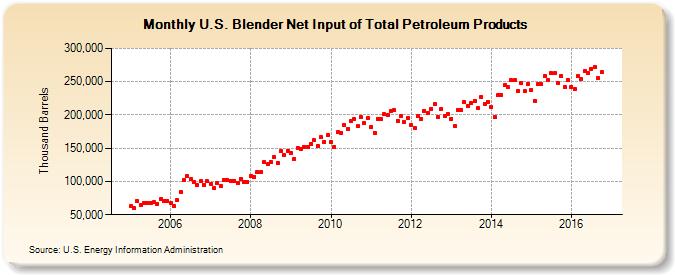 Monthly U.S. Blender Net Input of Total Petroleum Products
Thousand Barrels
300,000
250,000
200,000
150,000
100,000
50,000
2006 2008 2010 2012 2014 2016
Source: U.S. Energy Information Administration